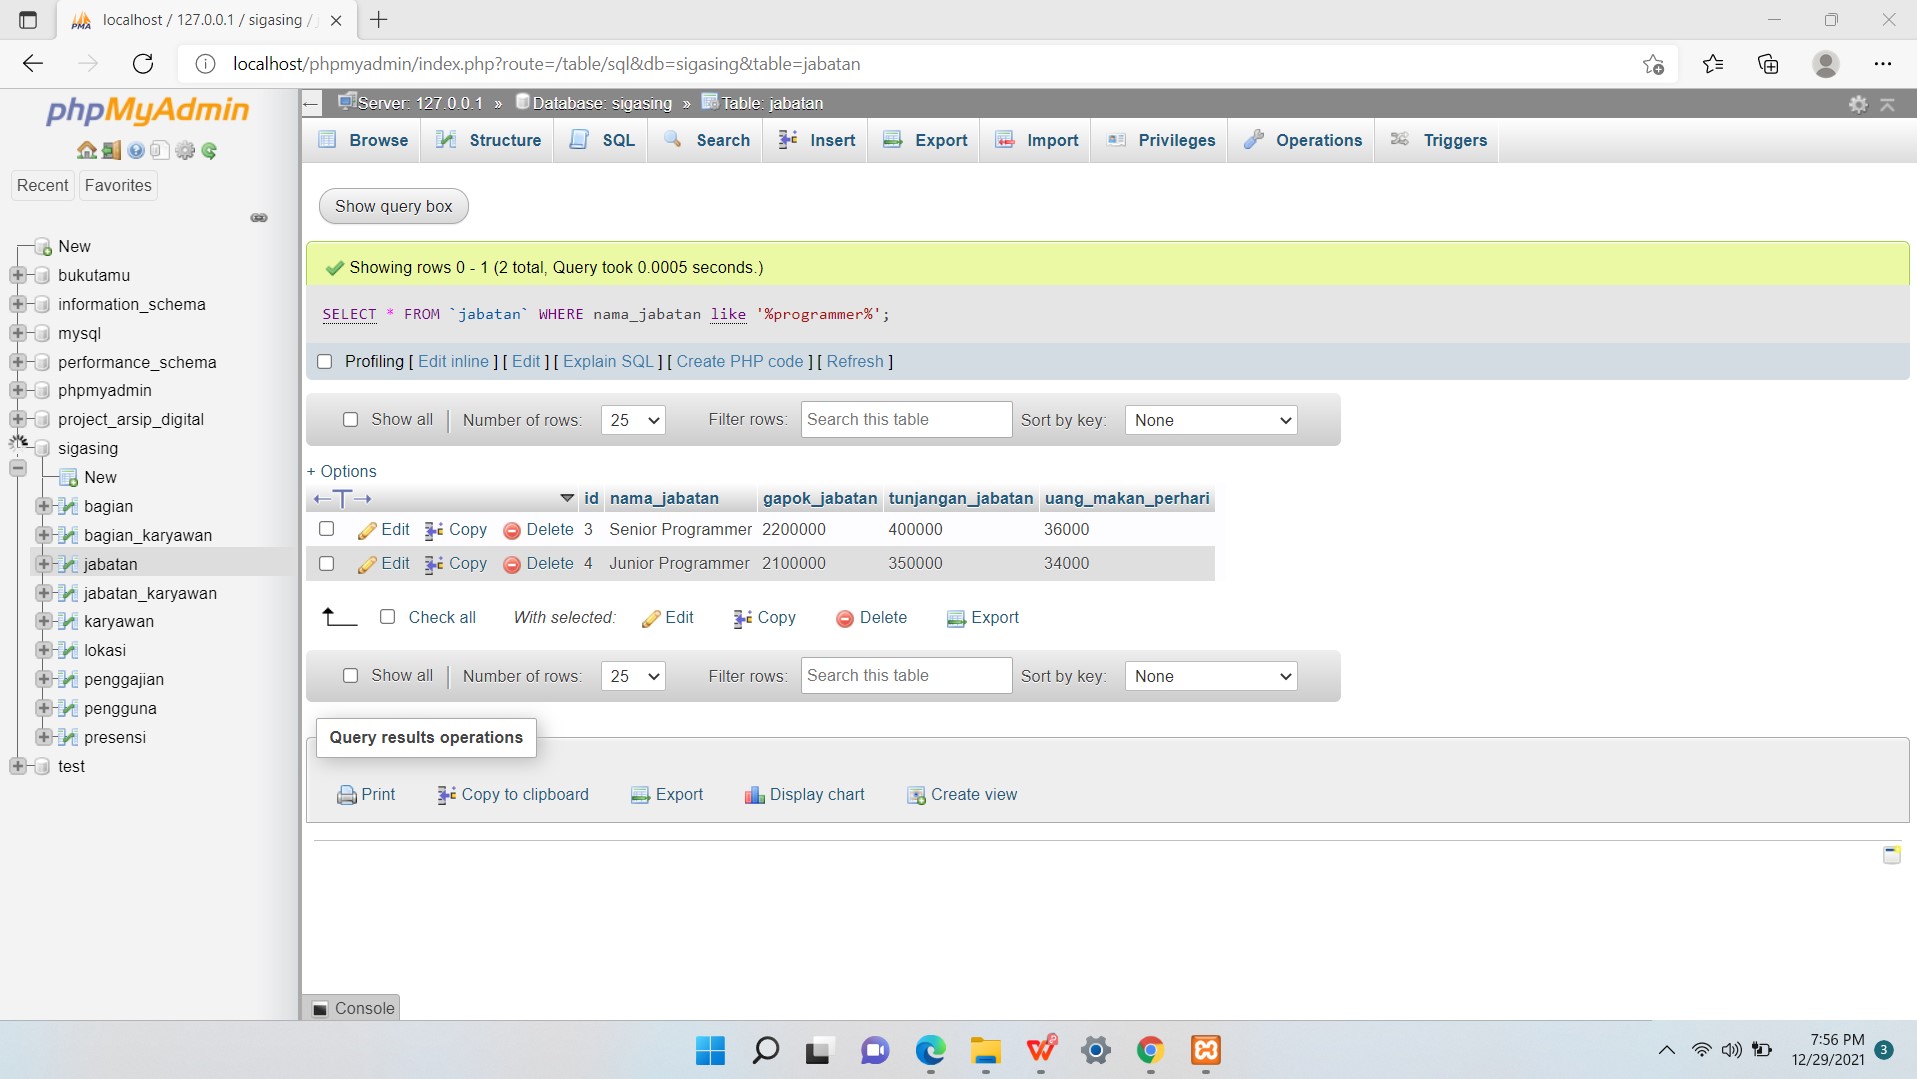 localhost / 127.0.0.1 / sigasing /
localhost/phpmyadmin/index.php?route=/table/sql&db=sigasing&table=jabatan
phpMyAdmin
Recent Favorites
New
bukutamu
information_schema
mysql
performance_schema
phpmyadmin
project_arsip_digital
sigasing
New
bagian
bagian_karyawan
jabatan
jabatan_karyawan
karyawan
lokasi
penggajian
pengguna
presensi
test
Server: 127.0.0.1 » Database: sigasing » Table: jabatan
Browse Structure SQL Search Insert Export Import Privileges Operations Triggers
Show query box
Showing rows 0 - 1 (2 total, Query took 0.0005 seconds.)
SELECT * FROM `jabatan` WHERE nama_jabatan like '%programmer%';
Profiling [ Edit inline ] [ Edit ] [ Explain SQL ] [ Create PHP code ] [ Refresh ]
Show all Number of rows: 25 Filter rows: Search this table Sort by key: None
+ Options
id nama_jabatan gapok_jabatan tunjangan_jabatan uang_makan_perhari
Edit Copy Delete 3 Senior Programmer 2200000 400000 36000
Edit Copy Delete 4 Junior Programmer 2100000 350000 34000
Check all With selected: Edit Copy Delete Export
Show all Number of rows: 25 Filter rows: Search this table Sort by key: None
Query results operations
Print Copy to clipboard Export Display chart Create view
Console
7:56 PM
12/29/2021
3